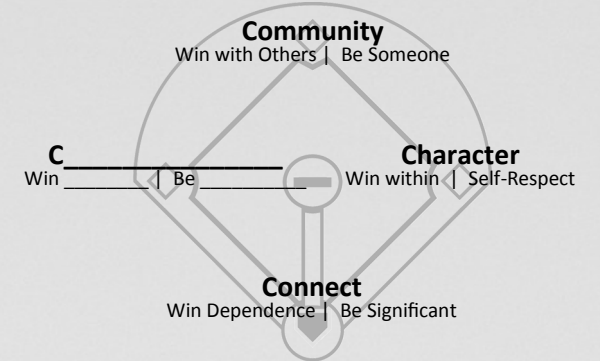 Community
Win with Others | Be Someone
C________________
Win ________ | Be __________
Character
Win within | Self-Respect
Connect
Win Dependence | Be Significant